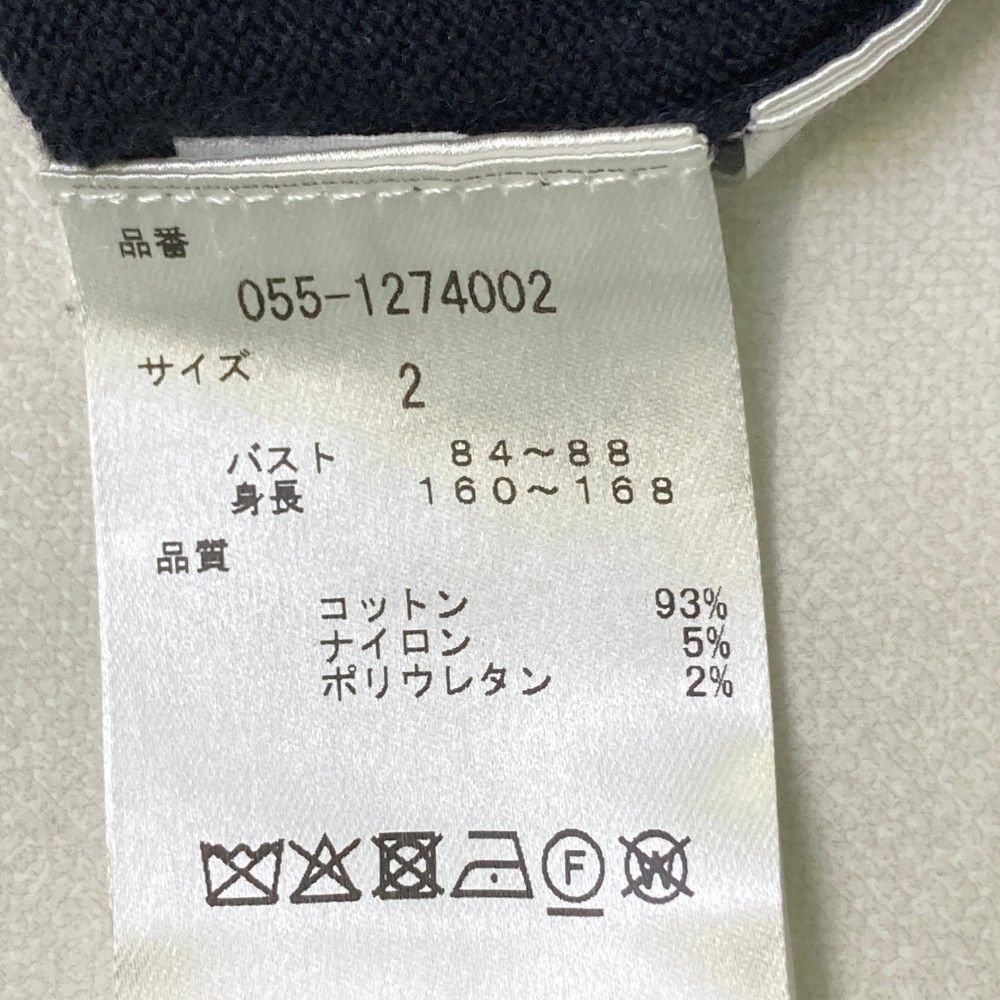 品番
055-1274002
サイズ 2
バスト 84～88
身長 160～168
品質
コットン 93%
ナイロン 5%
ポリウレタン 2%
F W